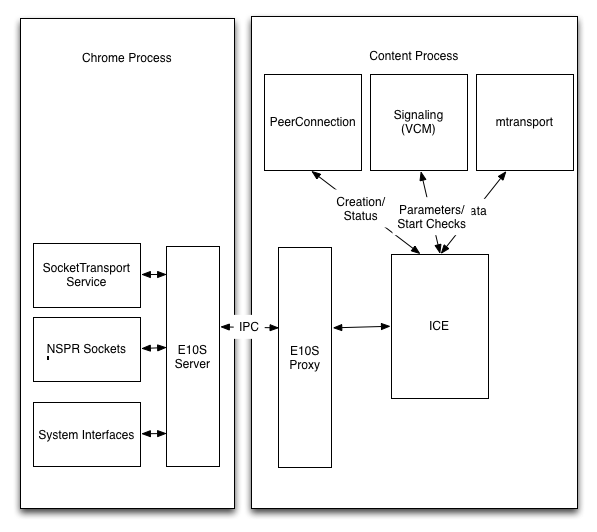 Chrome Process
Content Process
PeerConnection
Signaling
(VCM)
mtransport
Creation/
Status
Parameters/
Start Checks
ata
SocketTransport
Service
NSPR Sockets
System Interfaces
E10S
Server
IPC
E10S
Proxy
ICE